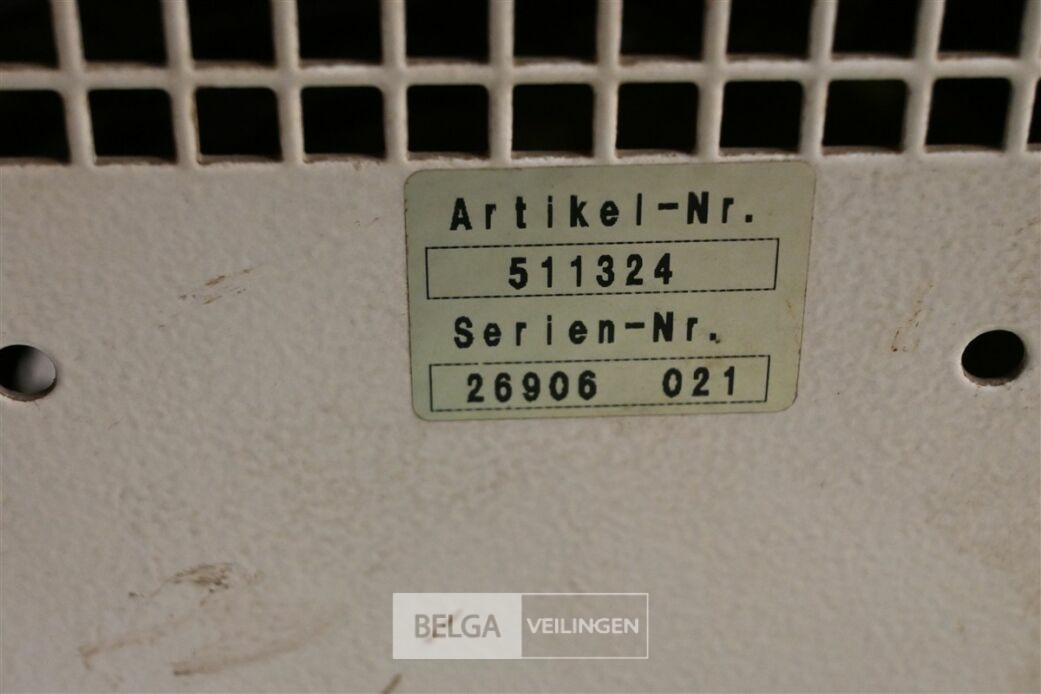 Artikel-Nr.
511324
Serien-Nr.
26906 021
BELGA VEILINGEN